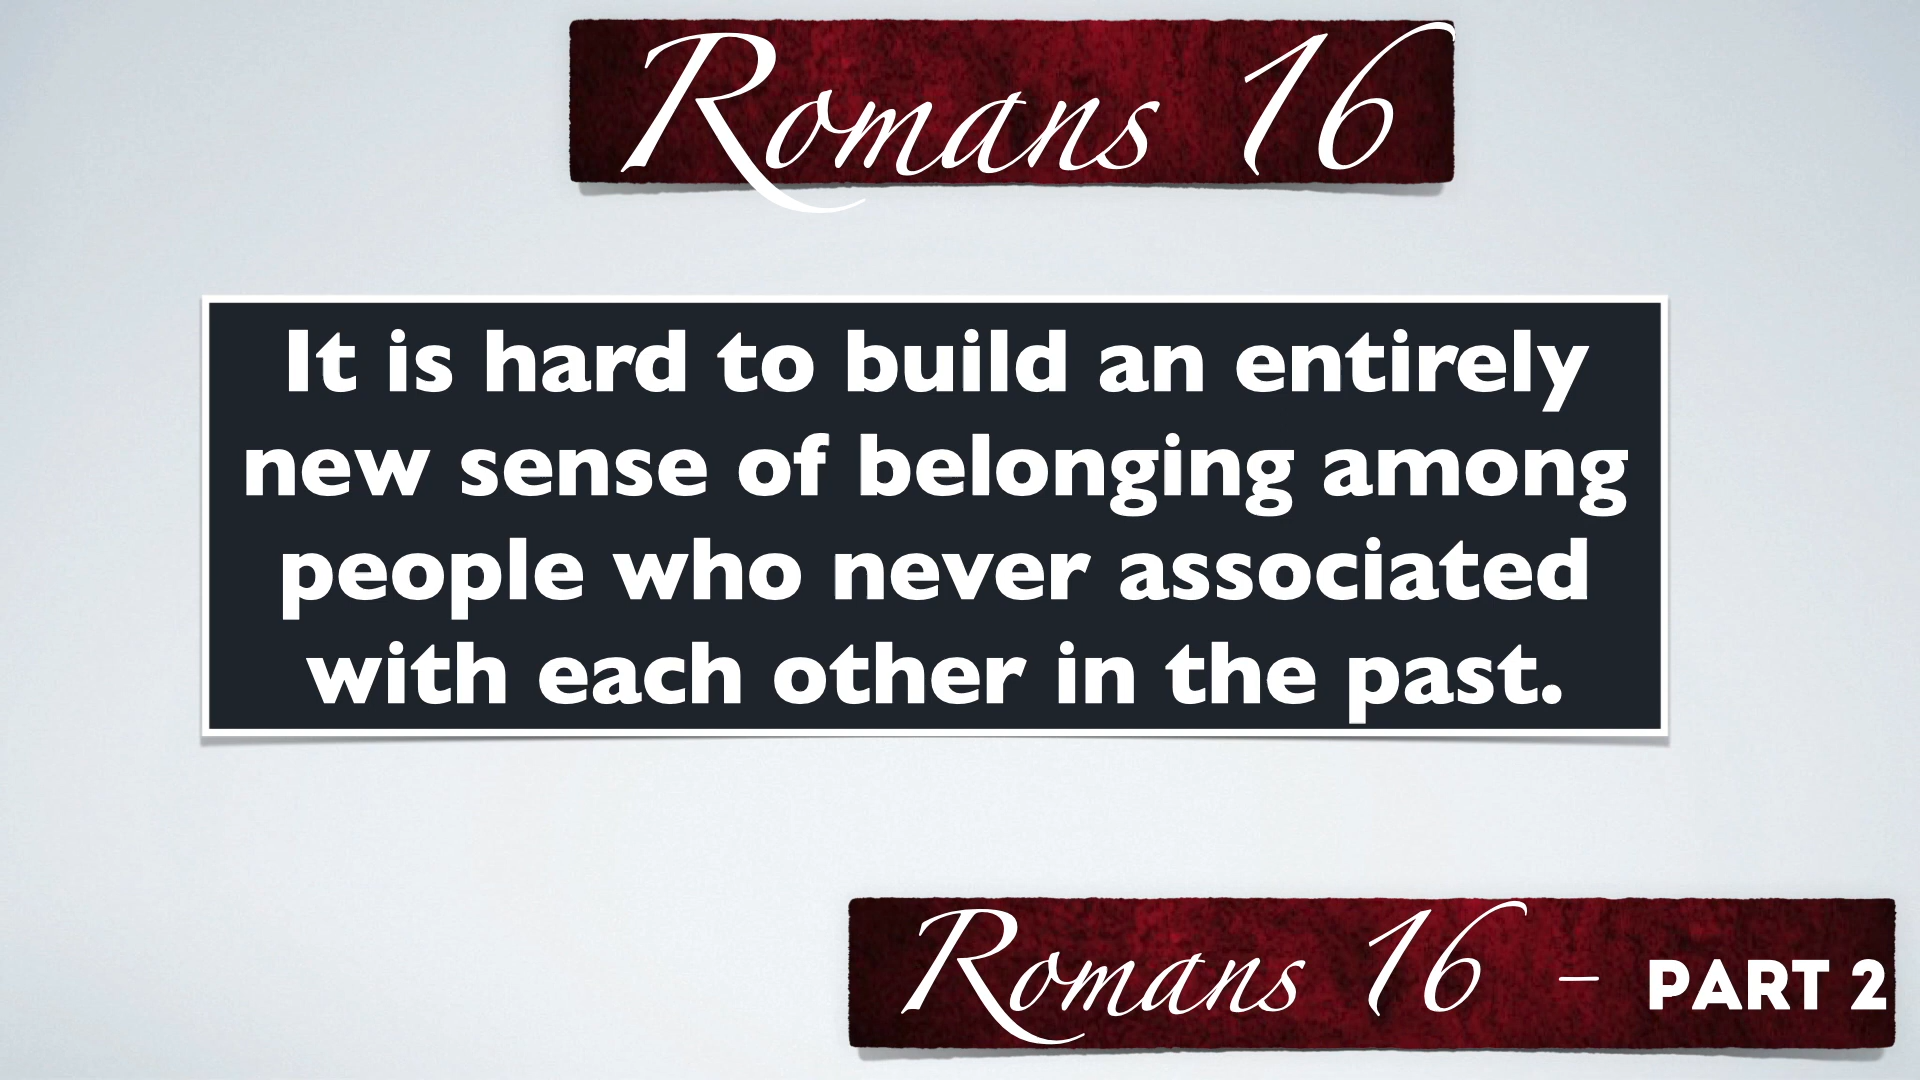 Romans 16
It is hard to build an entirely
new sense of belonging among
people who never associated
with each other in the past.
Romans 16 – PART 2